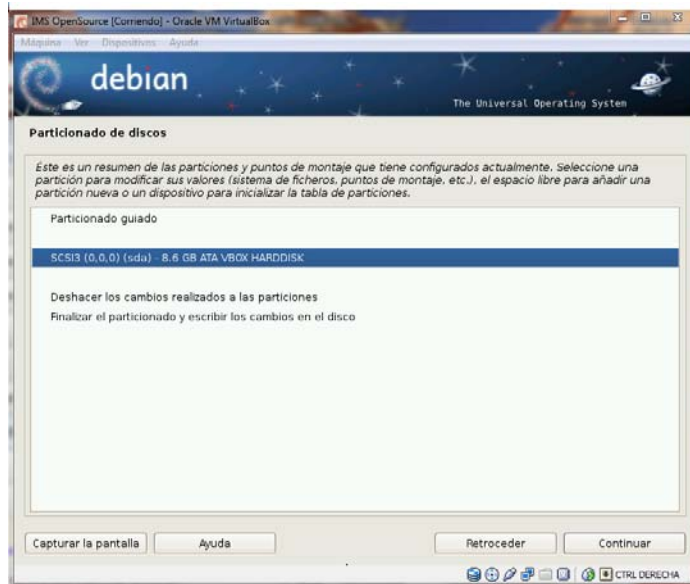 IMS OpenSource [Corriendo] - Oracle VM VirtualBox
Máquina Ver Dispositivos Ayuda
debian
The Universal Operating System
Particionado de discos
Éste es un resumen de las particiones y puntos de montaje que tiene configurados actualmente. Seleccione una
partición para modificar sus valores (sistema de ficheros, puntos de montaje, etc.), el espacio libre para añadir una
partición nueva o un dispositivo para inicializar la tabla de particiones.
Particionado guiado
SCSI3 (0,0,0) (sda) - 8.6 GB ATA VBOX HARDDISK
Deshacer los cambios realizados a las particiones
Finalizar el particionado y escribir los cambios en el disco
Capturar la pantalla
Ayuda
Retroceder
Continuar
CTRL DERECHA